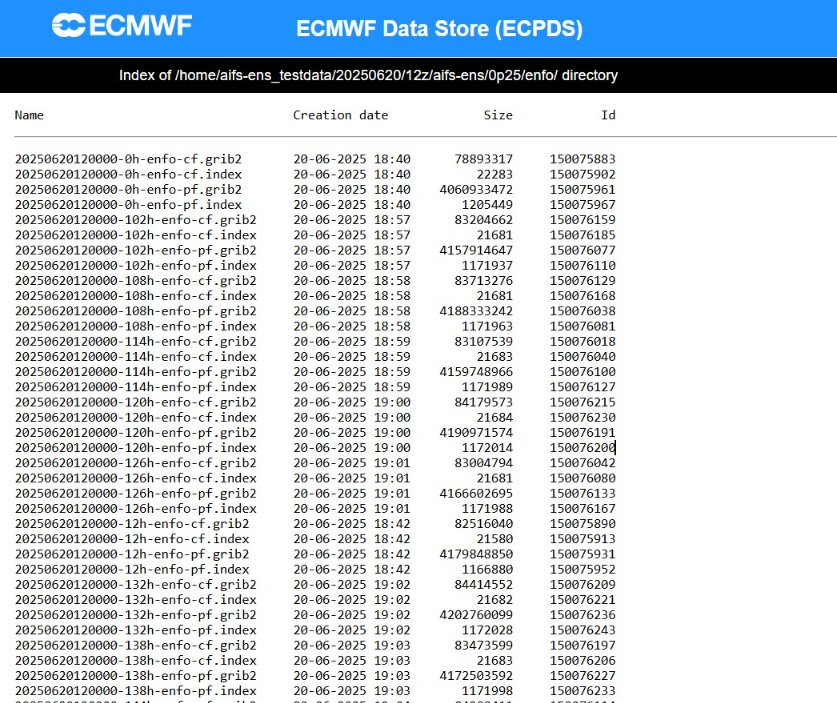 ECMWF
ECMWF Data Store (ECPDS)
Index of /home/aifs-ens_testdata/20250620/12z/aifs-ens/0p25/enfo/ directory
Name Creation date Size Id
20250620120000-0h-enfo-cf.grib2 20-06-2025 18:40 78893317 150075883
20250620120000-0h-enfo-cf.index 20-06-2025 18:40 22283 150075902
20250620120000-0h-enfo-pf.grib2 20-06-2025 18:40 4060933472 150075961
20250620120000-0h-enfo-pf.index 20-06-2025 18:40 1205449 150075967
20250620120000-102h-enfo-cf.grib2 20-06-2025 18:57 83204662 150076159
20250620120000-102h-enfo-cf.index 20-06-2025 18:57 21681 150076185
20250620120000-102h-enfo-pf.grib2 20-06-2025 18:57 4157914647 150076077
20250620120000-102h-enfo-pf.index 20-06-2025 18:57 1171937 150076110
20250620120000-108h-enfo-cf.grib2 20-06-2025 18:58 83713276 150076129
20250620120000-108h-enfo-cf.index 20-06-2025 18:58 21681 150076168
20250620120000-108h-enfo-pf.grib2 20-06-2025 18:58 4188333242 150076038
20250620120000-108h-enfo-pf.index 20-06-2025 18:58 1171963 150076081
20250620120000-114h-enfo-cf.grib2 20-06-2025 18:59 83107539 150076018
20250620120000-114h-enfo-cf.index 20-06-2025 18:59 21683 150076040
20250620120000-114h-enfo-pf.grib2 20-06-2025 18:59 4159748966 150076100
20250620120000-114h-enfo-pf.index 20-06-2025 18:59 1171989 150076127
20250620120000-120h-enfo-cf.grib2 20-06-2025 19:00 84179573 150076215
20250620120000-120h-enfo-cf.index 20-06-2025 19:00 21684 150076230
20250620120000-120h-enfo-pf.grib2 20-06-2025 19:00 4190971574 150076191
20250620120000-120h-enfo-pf.index 20-06-2025 19:00 1172014 150076200
20250620120000-126h-enfo-cf.grib2 20-06-2025 19:01 83004794 150076042
20250620120000-126h-enfo-cf.index 20-06-2025 19:01 21681 150076080
20250620120000-126h-enfo-pf.grib2 20-06-2025 19:01 4166602695 150076133
20250620120000-126h-enfo-pf.index 20-06-2025 19:01 1171988 150076167
20250620120000-12h-enfo-cf.grib2 20-06-2025 18:42 82516040 150075890
20250620120000-12h-enfo-cf.index 20-06-2025 18:42 21580 150075913
20250620120000-12h-enfo-pf.grib2 20-06-2025 18:42 4179848850 150075931
20250620120000-12h-enfo-pf.index 20-06-2025 18:42 1166880 150075952
20250620120000-132h-enfo-cf.grib2 20-06-2025 19:02 84414552 150076209
20250620120000-132h-enfo-cf.index 20-06-2025 19:02 21682 150076221
20250620120000-132h-enfo-pf.grib2 20-06-2025 19:02 4202760099 150076236
20250620120000-132h-enfo-pf.index 20-06-2025 19:02 1172028 150076243
20250620120000-138h-enfo-cf.grib2 20-06-2025 19:03 83473599 150076197
20250620120000-138h-enfo-cf.index 20-06-2025 19:03 21683 150076206
20250620120000-138h-enfo-pf.grib2 20-06-2025 19:03 4172503592 150076227
20250620120000-138h-enfo-pf.index 20-06-2025 19:03 1171998 150076233